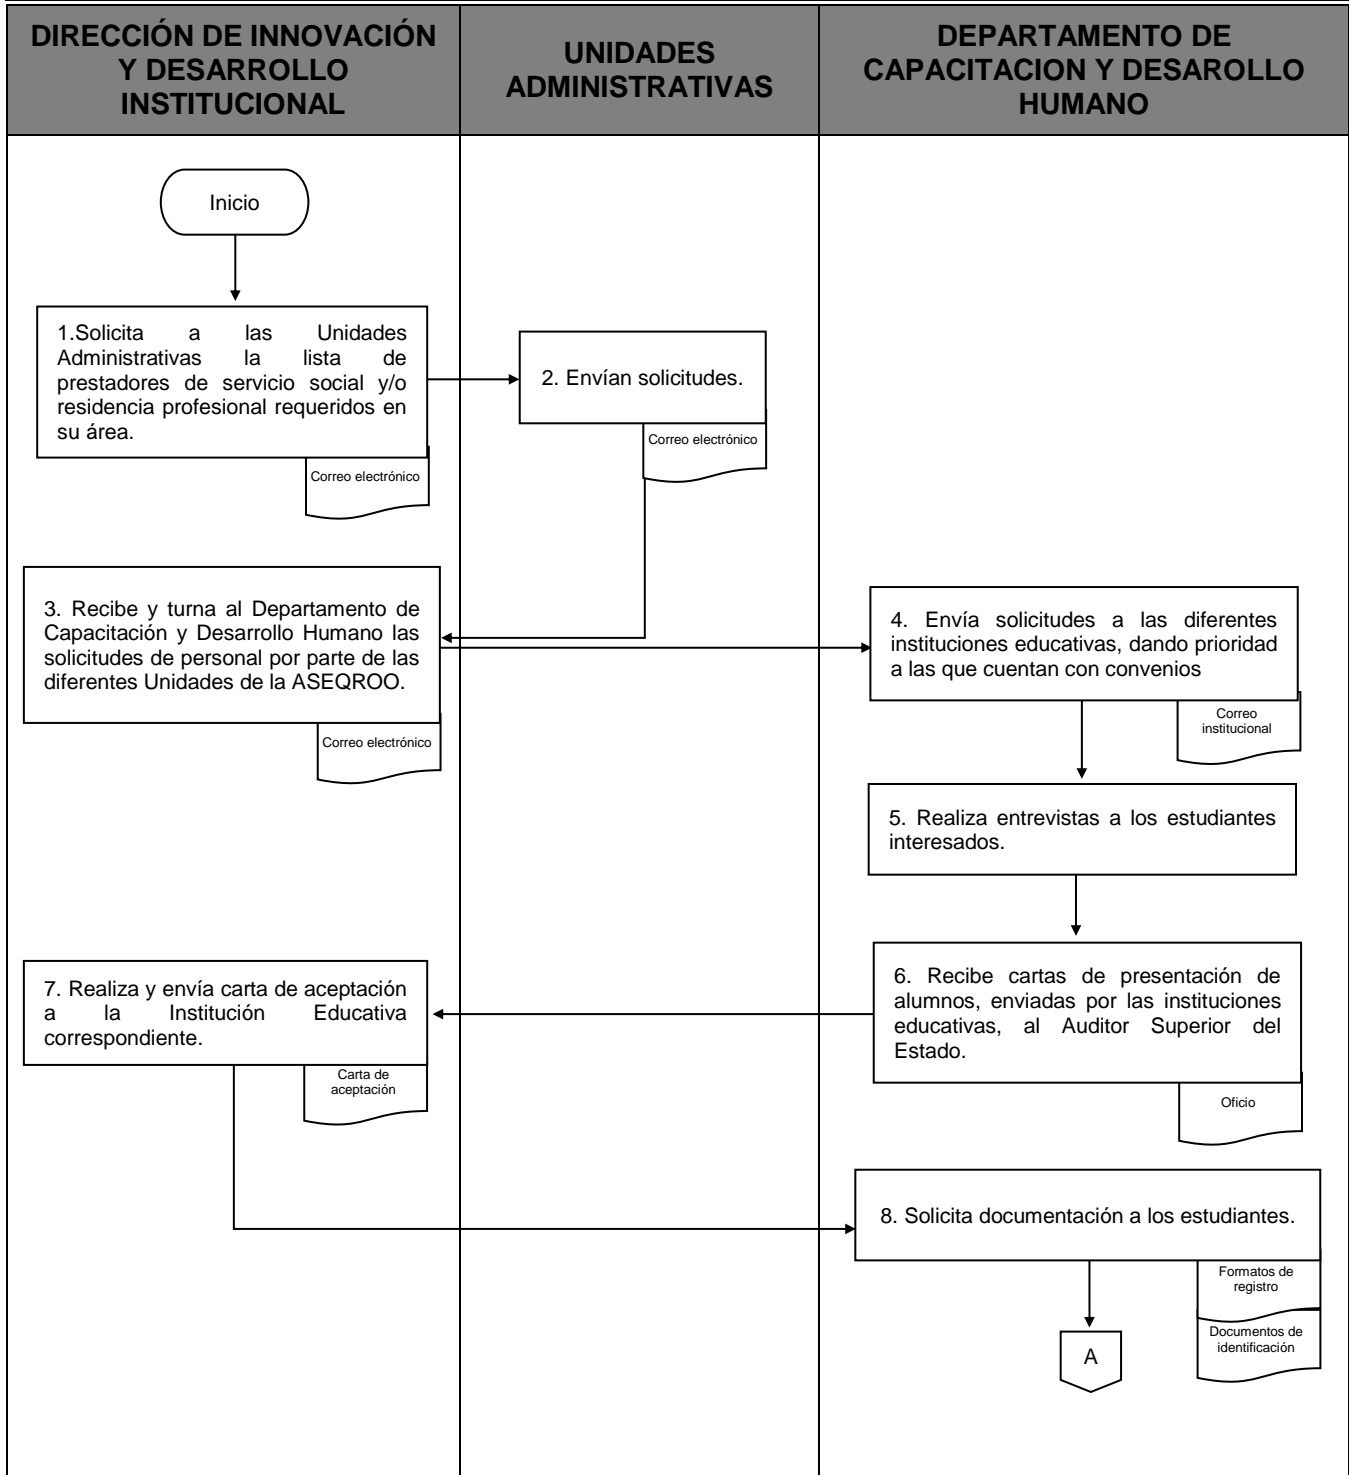 DIRECCIÓN DE INNOVACIÓN
Y DESARROLLO
INSTITUCIONAL
UNIDADES
ADMINISTRATIVAS
DEPARTAMENTO DE
CAPACITACION Y DESAROLLO
HUMANO
Inicio
1.Solicita a las Unidades
Administrativas la lista de
prestadores de servicio social y/o
residencia profesional requeridos en
su área.
Correo electrónico
2. Envían solicitudes.
Correo electrónico
3. Recibe y turna al Departamento de
Capacitación y Desarrollo Humano las
solicitudes de personal por parte de las
diferentes Unidades de la ASEQROO.
Correo electrónico
4. Envía solicitudes a las diferentes
instituciones educativas, dando prioridad
a las que cuentan con convenios
Correo
institucional
5. Realiza entrevistas a los estudiantes
interesados.
6. Recibe cartas de presentación de
alumnos, enviadas por las instituciones
educativas, al Auditor Superior del
Estado.
Oficio
7. Realiza y envía carta de aceptación
a la Institución Educativa
correspondiente.
Carta de
aceptación
8. Solicita documentación a los estudiantes.
Formatos de
registro
Documentos de
identificación
A